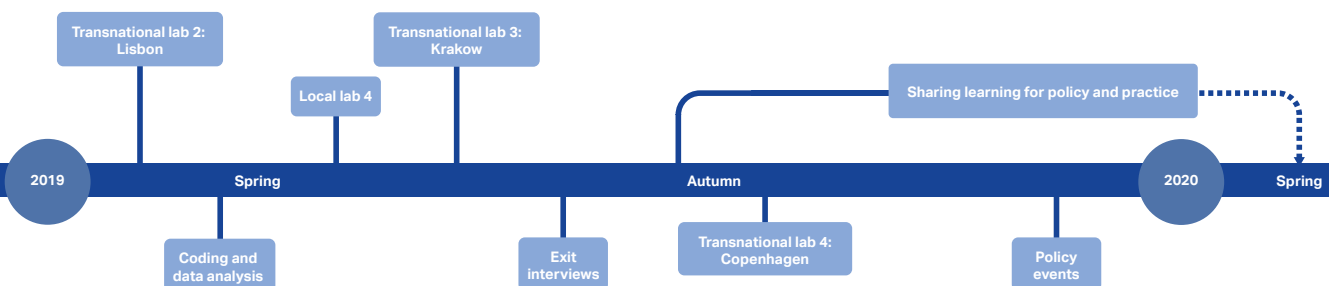 Transnational lab 2:
Lisbon
Transnational lab 3:
Krakow
Local lab 4
Sharing learning for policy and practice
2019
Spring
Autumn
2020
Spring
Coding and
data analysis
Exit
interviews
Transnational lab 4:
Copenhagen
Policy
events